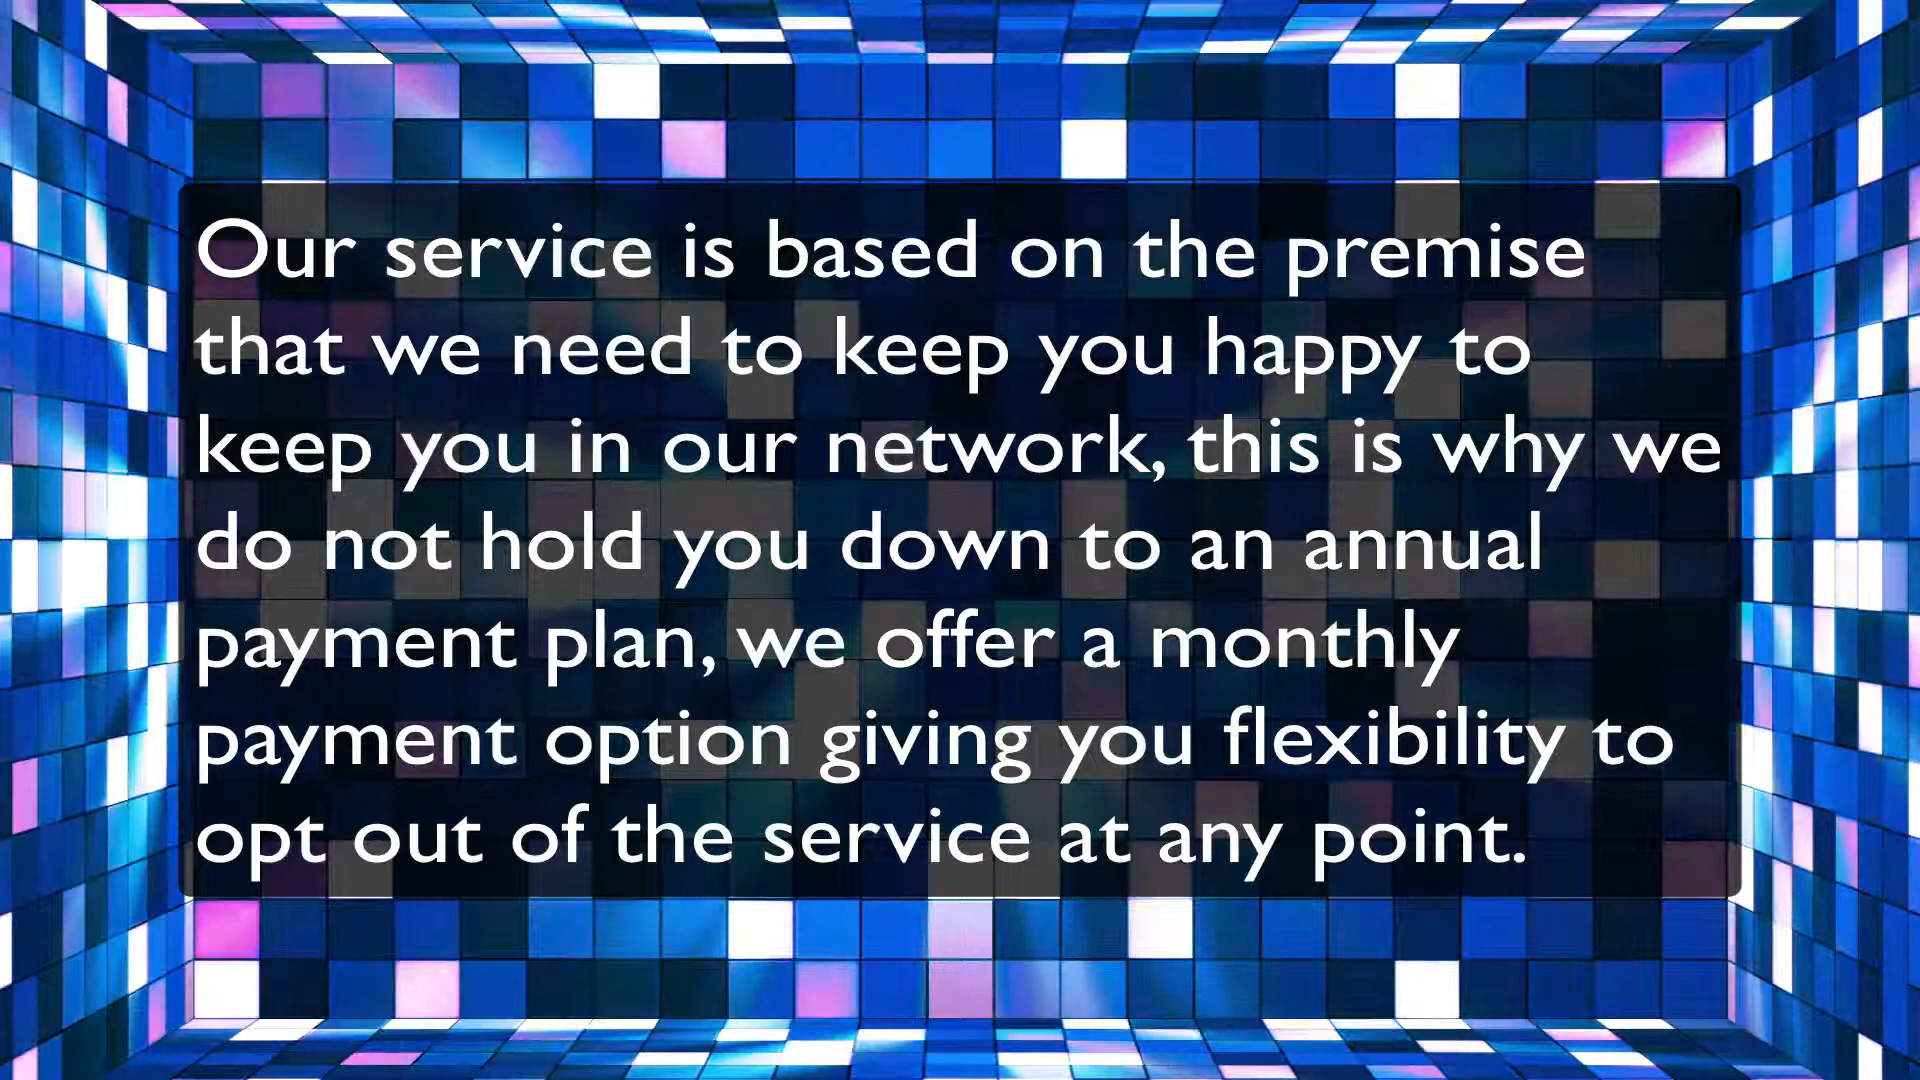 Our service is based on the premise
that we need to keep you happy to
keep you in our network, this is why we
do not hold you down to an annual
payment plan, we offer a monthly
payment option giving you flexibility to
opt out of the service at any point.